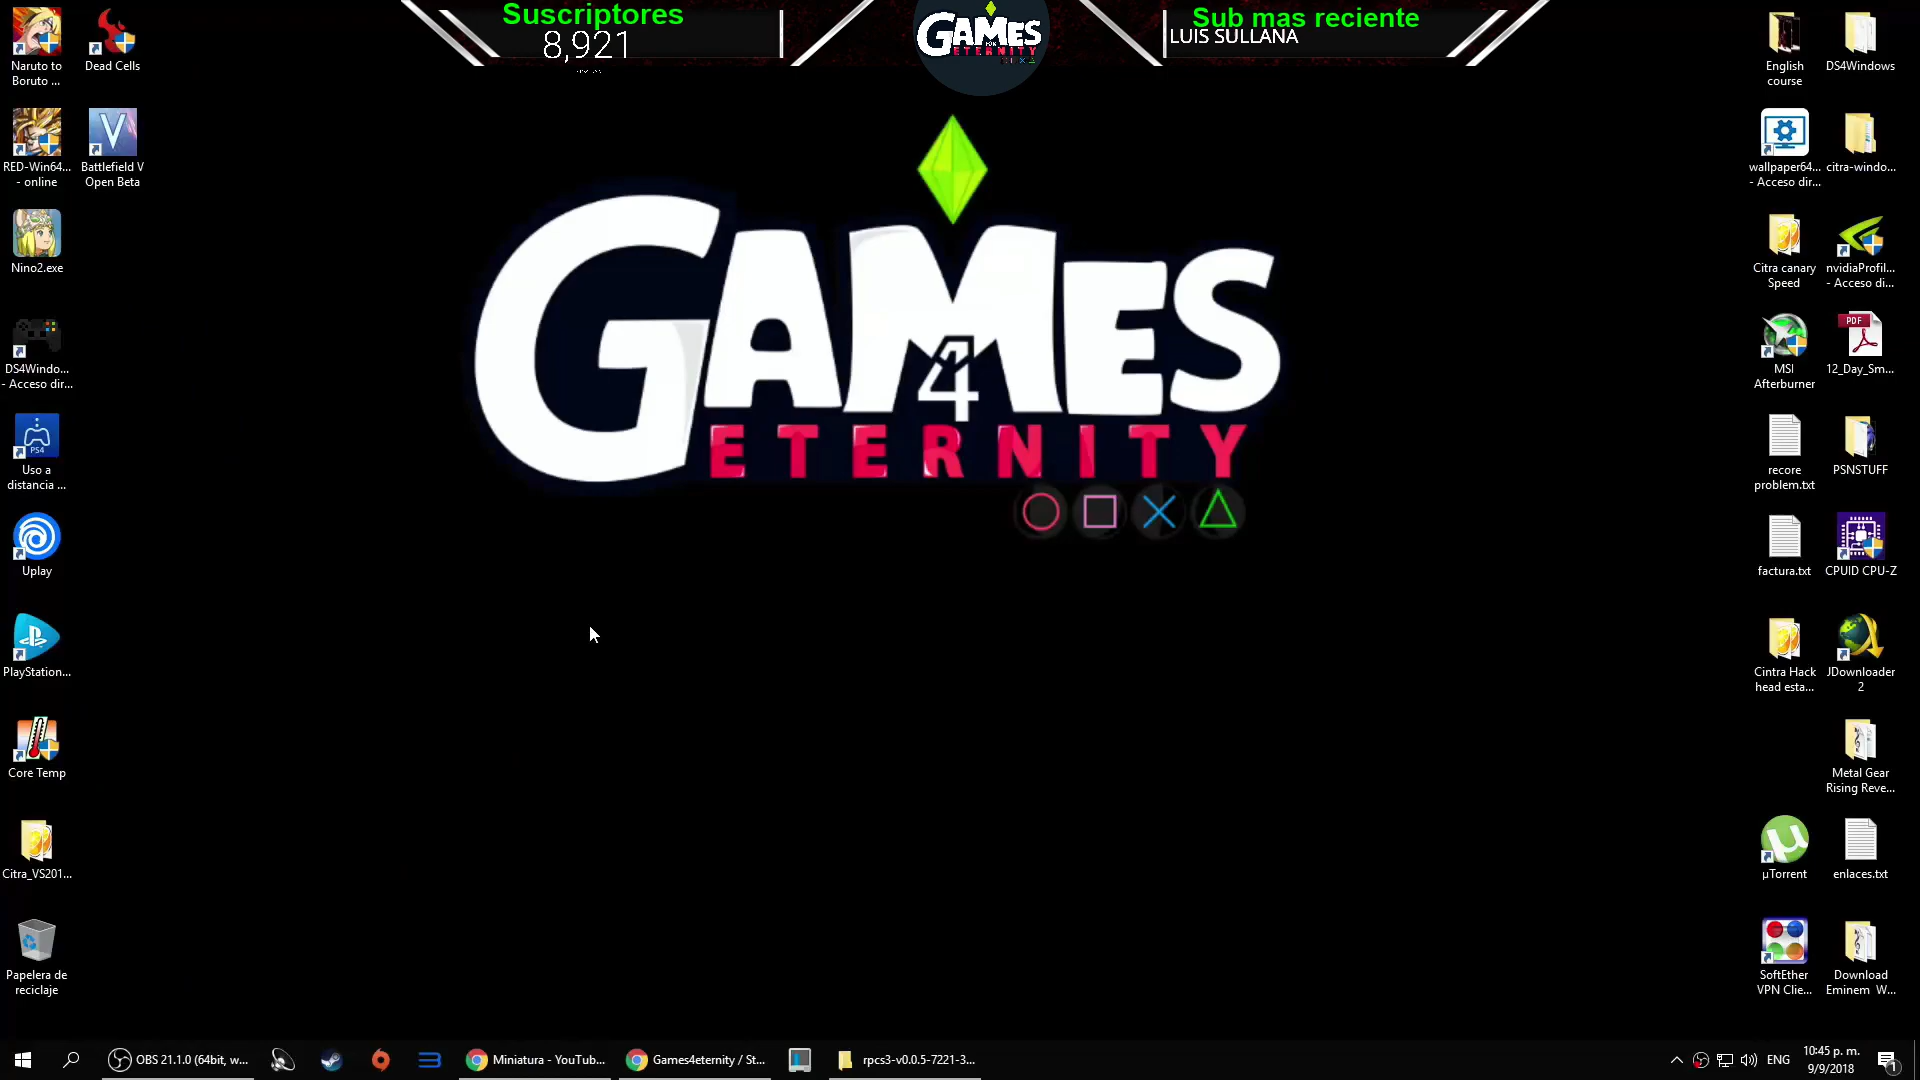 Suscriptores
8,921
GAMES
ETERNITY
Sub mas reciente
LUIS SULLANA
Naruto to
Boruto ...
Dead Cells
RED-Win64...
- online
Battlefield V
Open Beta
Nino2.exe
DS4Windo...
- Acceso dir...
PS4
Uso a
distancia ...
Uplay
PlayStation...
Core Temp
Citra_VS201...
Papelera de
reciclaje
GAMES
4
ETERNITY
English
course
DS4Windows
wallpaper64...
- Acceso dir...
citra-windo...
Citra canary
Speed
nvidiaProfil...
- Acceso di...
MSI
Afterburner
PDF
12_Day_Sm...
recore
problem.txt
PSNSTUFF
factura.txt
CPUID CPU-Z
Cintra Hack
head esta...
JDownloader
2
Metal Gear
Rising Reve...
µTorrent
enlaces.txt
SoftEther
VPN Clie...
Download
Eminem W...
OBS 21.1.0 (64bit, w...
Miniatura - YouTub...
Games4eternity / St...
rpcs3-v0.0.5-7221-3...
ENG
10:45 p. m.
9/9/2018
1